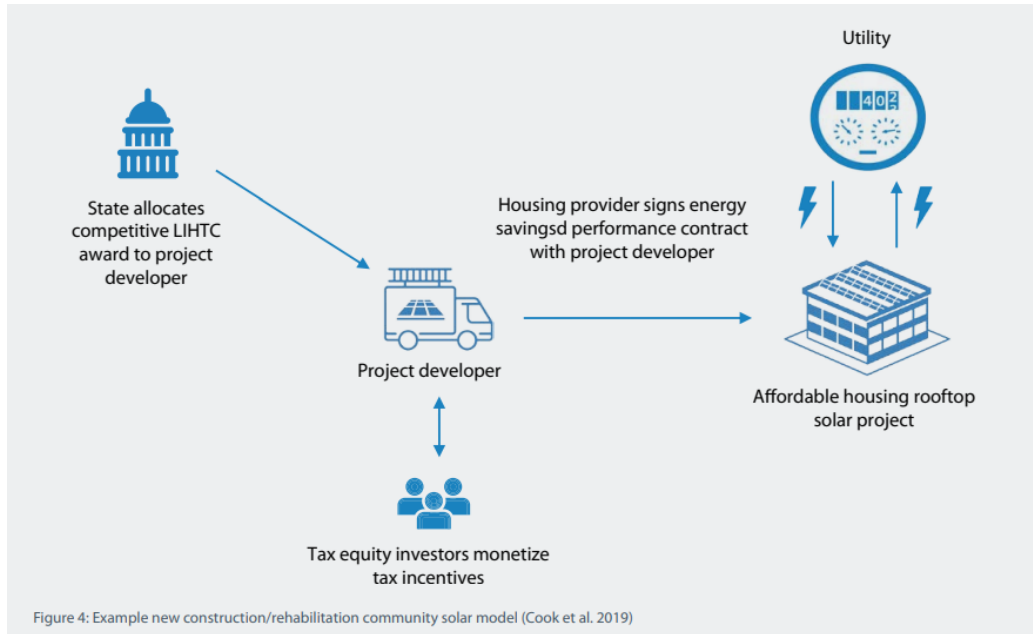 Utility
402
State allocates
competitive LIHTC
award to project
developer
Housing provider signs energy
savingsd performance contract
with project developer
Project developer
Affordable housing rooftop
solar project
Tax equity investors monetize
tax incentives
Figure 4: Example new construction/rehabilitation community solar model (Cook et al. 2019)